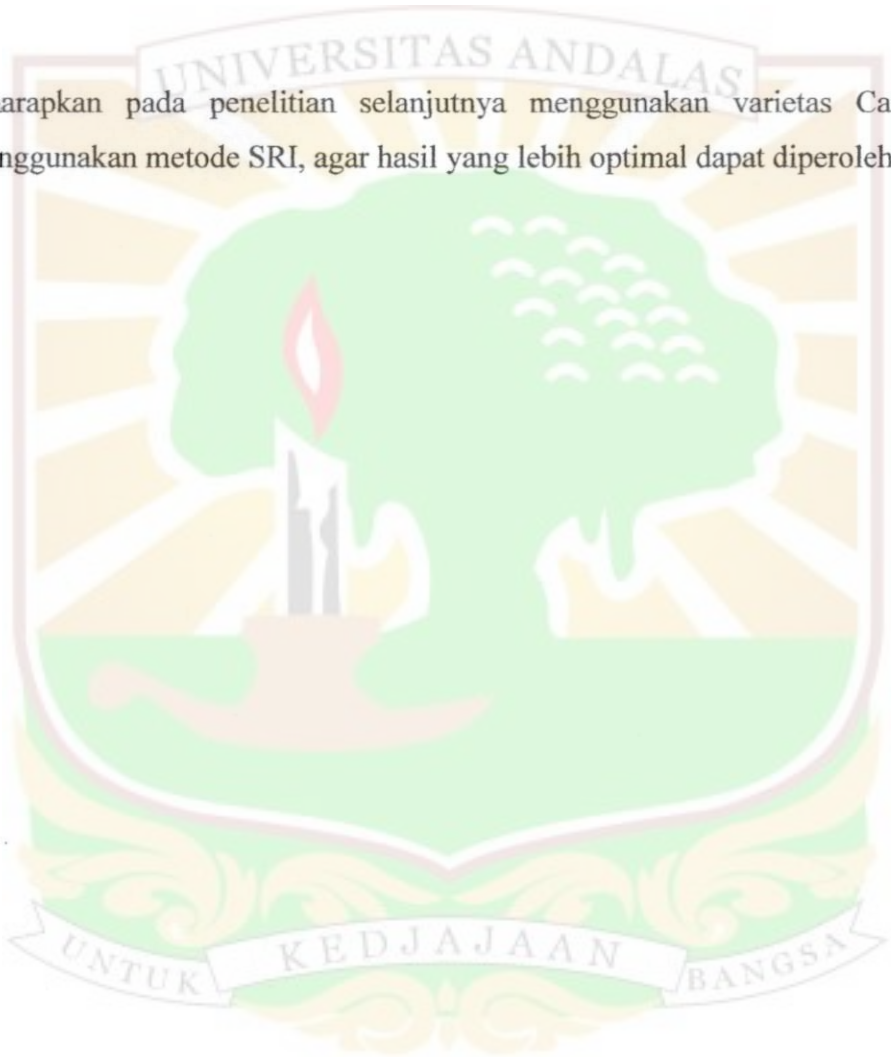 UNIVERSITAS ANDALAS
arapkan pada penelitian selanjutnya menggunakan varietas Ca
nggunakan metode SRI, agar hasil yang lebih optimal dapat diperoleh
UNTUK KEDJAJAAN BANGSA